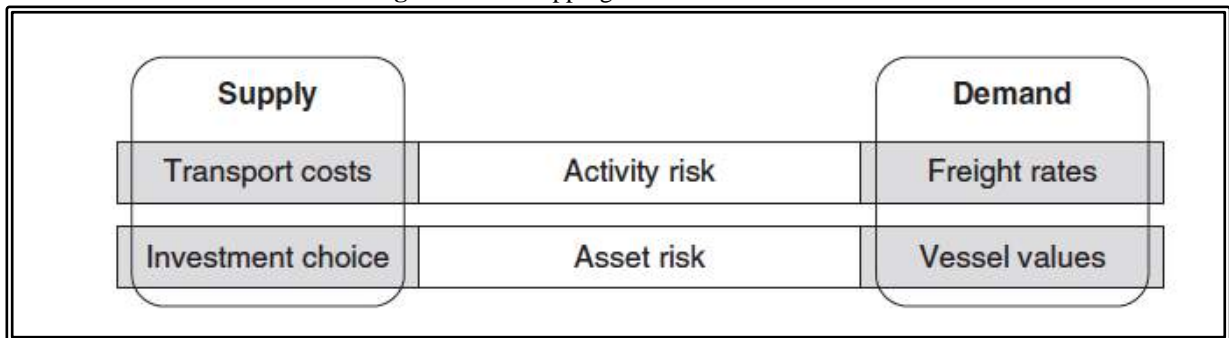 Supply Demand
Transport costs Activity risk Freight rates
Investment choice Asset risk Vessel values